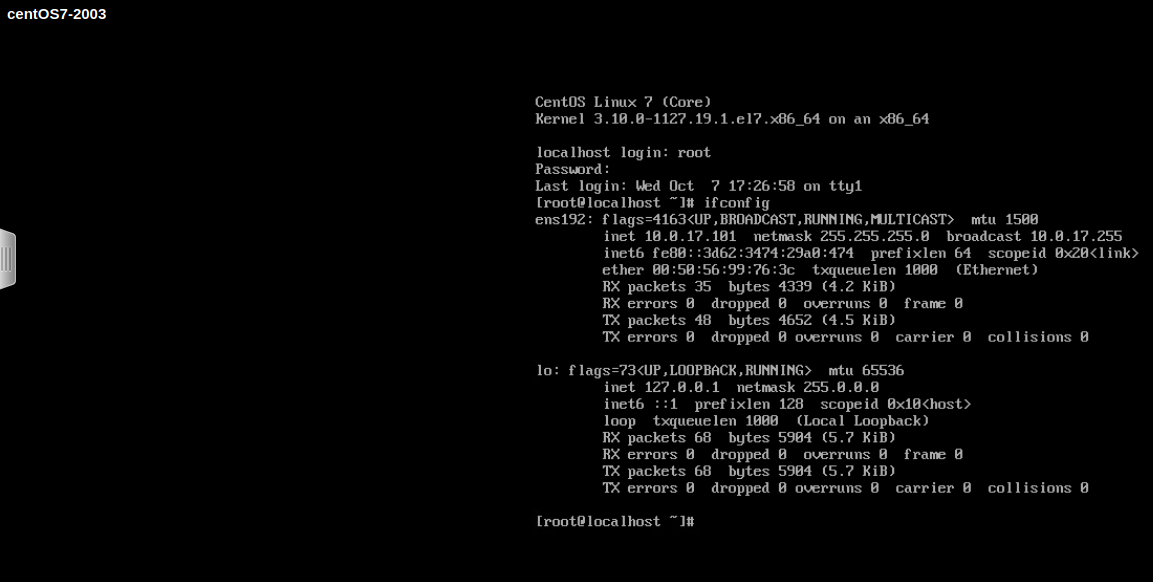 centOS7-2003
CentOS Linux 7 (Core)
Kernel 3.10.0-1127.19.1.el7.x86_64 on an x86_64
localhost login: root
Password:
Last login: Wed Oct  7 17:26:58 on tty1
[root@localhost ~]# ifconfig
ens192: flags=4163<UP,BROADCAST,RUNNING,MULTICAST>  mtu 1500
        inet 10.0.17.101  netmask 255.255.255.0  broadcast 10.0.17.255
        inet6 fe80::3d62:3474:29a0:474  prefixlen 64  scopeid 0x20<link>
        ether 00:50:56:99:76:3c  txqueuelen 1000  (Ethernet)
        RX packets 35  bytes 4339 (4.2 KiB)
        RX errors 0  dropped 0  overruns 0  frame 0
        TX packets 48  bytes 4652 (4.5 KiB)
        TX errors 0  dropped 0 overruns 0  carrier 0  collisions 0
lo: flags=73<UP,LOOPBACK,RUNNING>  mtu 65536
        inet 127.0.0.1  netmask 255.0.0.0
        inet6 ::1  prefixlen 128  scopeid 0x10<host>
        loop  txqueuelen 1000  (Local Loopback)
        RX packets 68  bytes 5904 (5.7 KiB)
        RX errors 0  dropped 0  overruns 0  frame 0
        TX packets 68  bytes 5904 (5.7 KiB)
        TX errors 0  dropped 0 overruns 0  carrier 0  collisions 0
[root@localhost ~]#